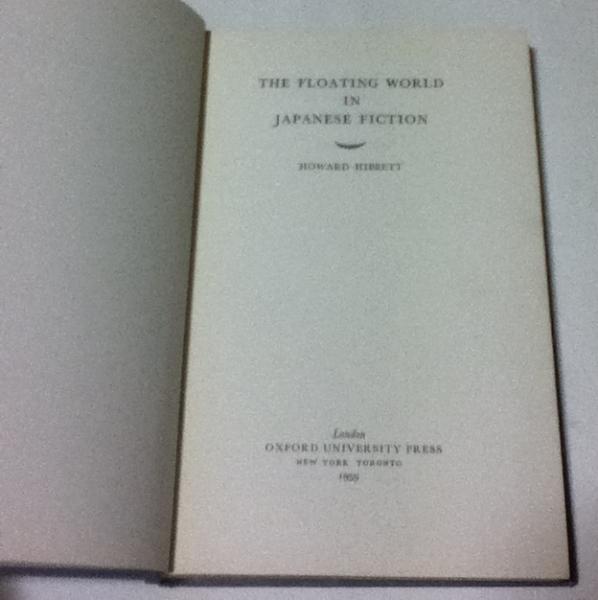 THE FLOATING WORLD
IN
JAPANESE FICTION
HOWARD HIBBETT
London
OXFORD UNIVERSITY PRESS
NEW YORK TORONTO
1959